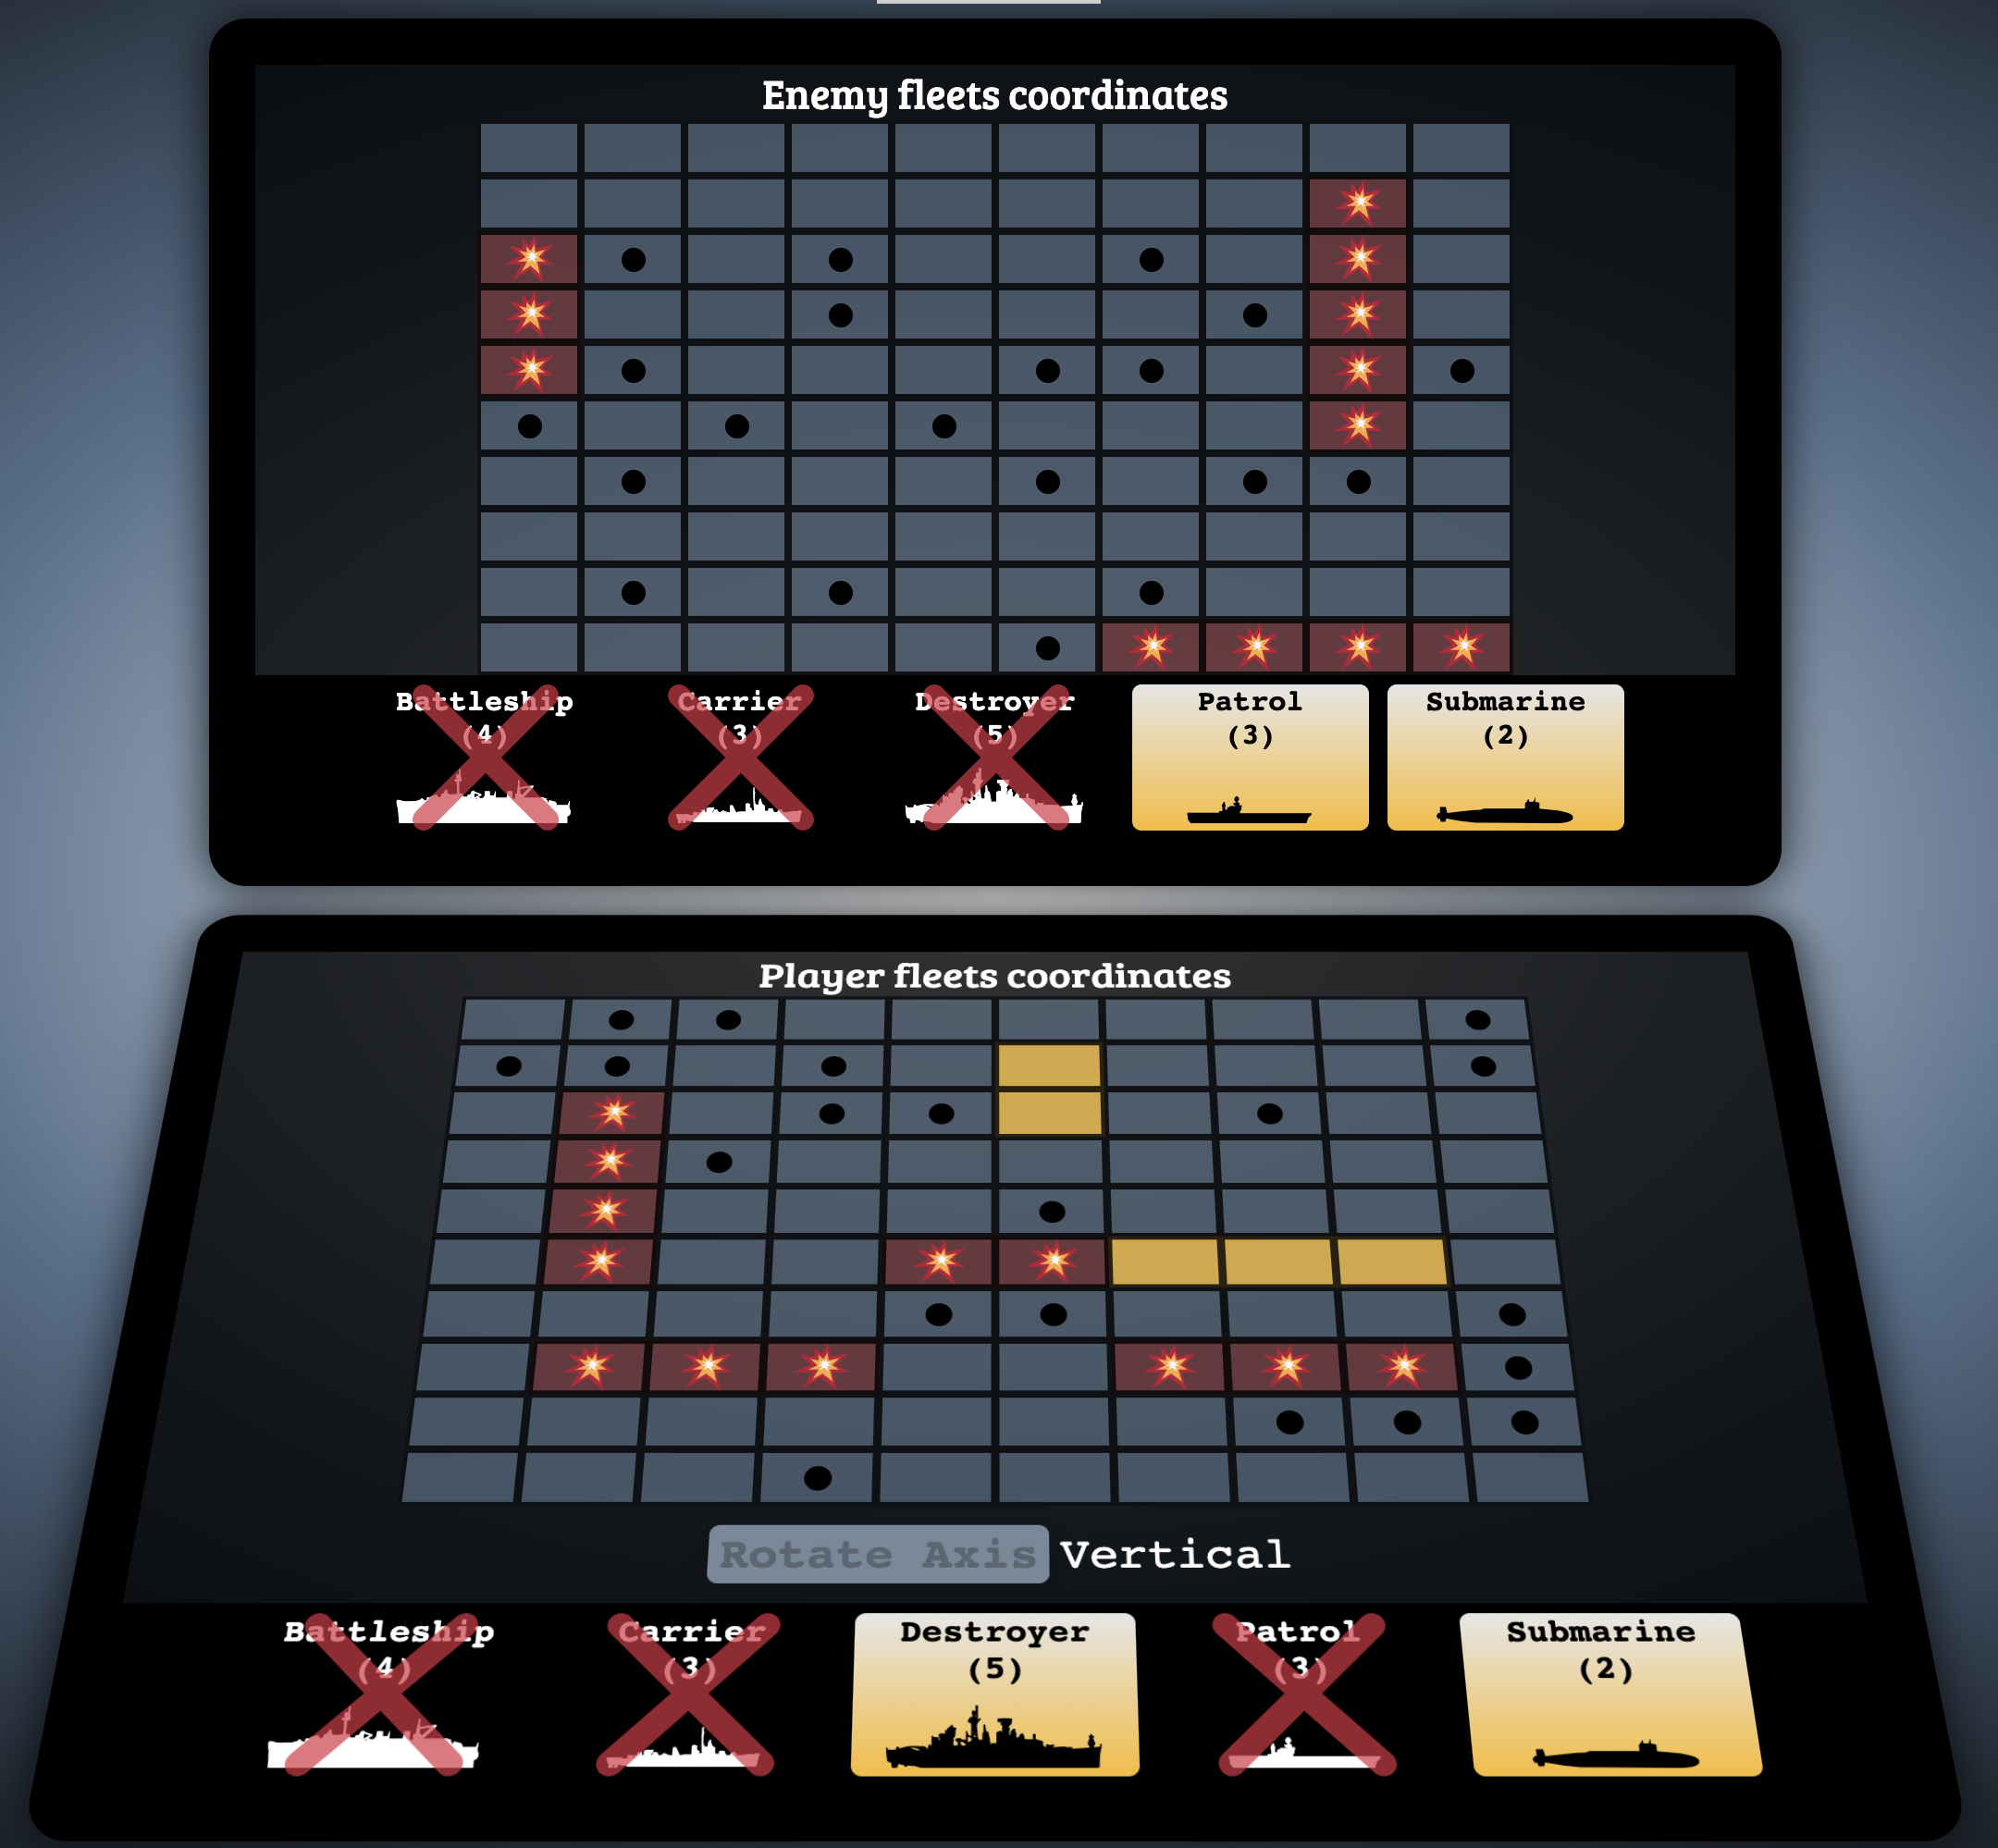 Enemy fleets coordinates
Battleship
(4)
Carrier
(3)
Destroyer
(5)
Patrol
(3)
Submarine
(2)
Player fleets coordinates
Rotate Axis Vertical
Battleship
(4)
Carrier
(3)
Destroyer
(5)
Patrol
(3)
Submarine
(2)